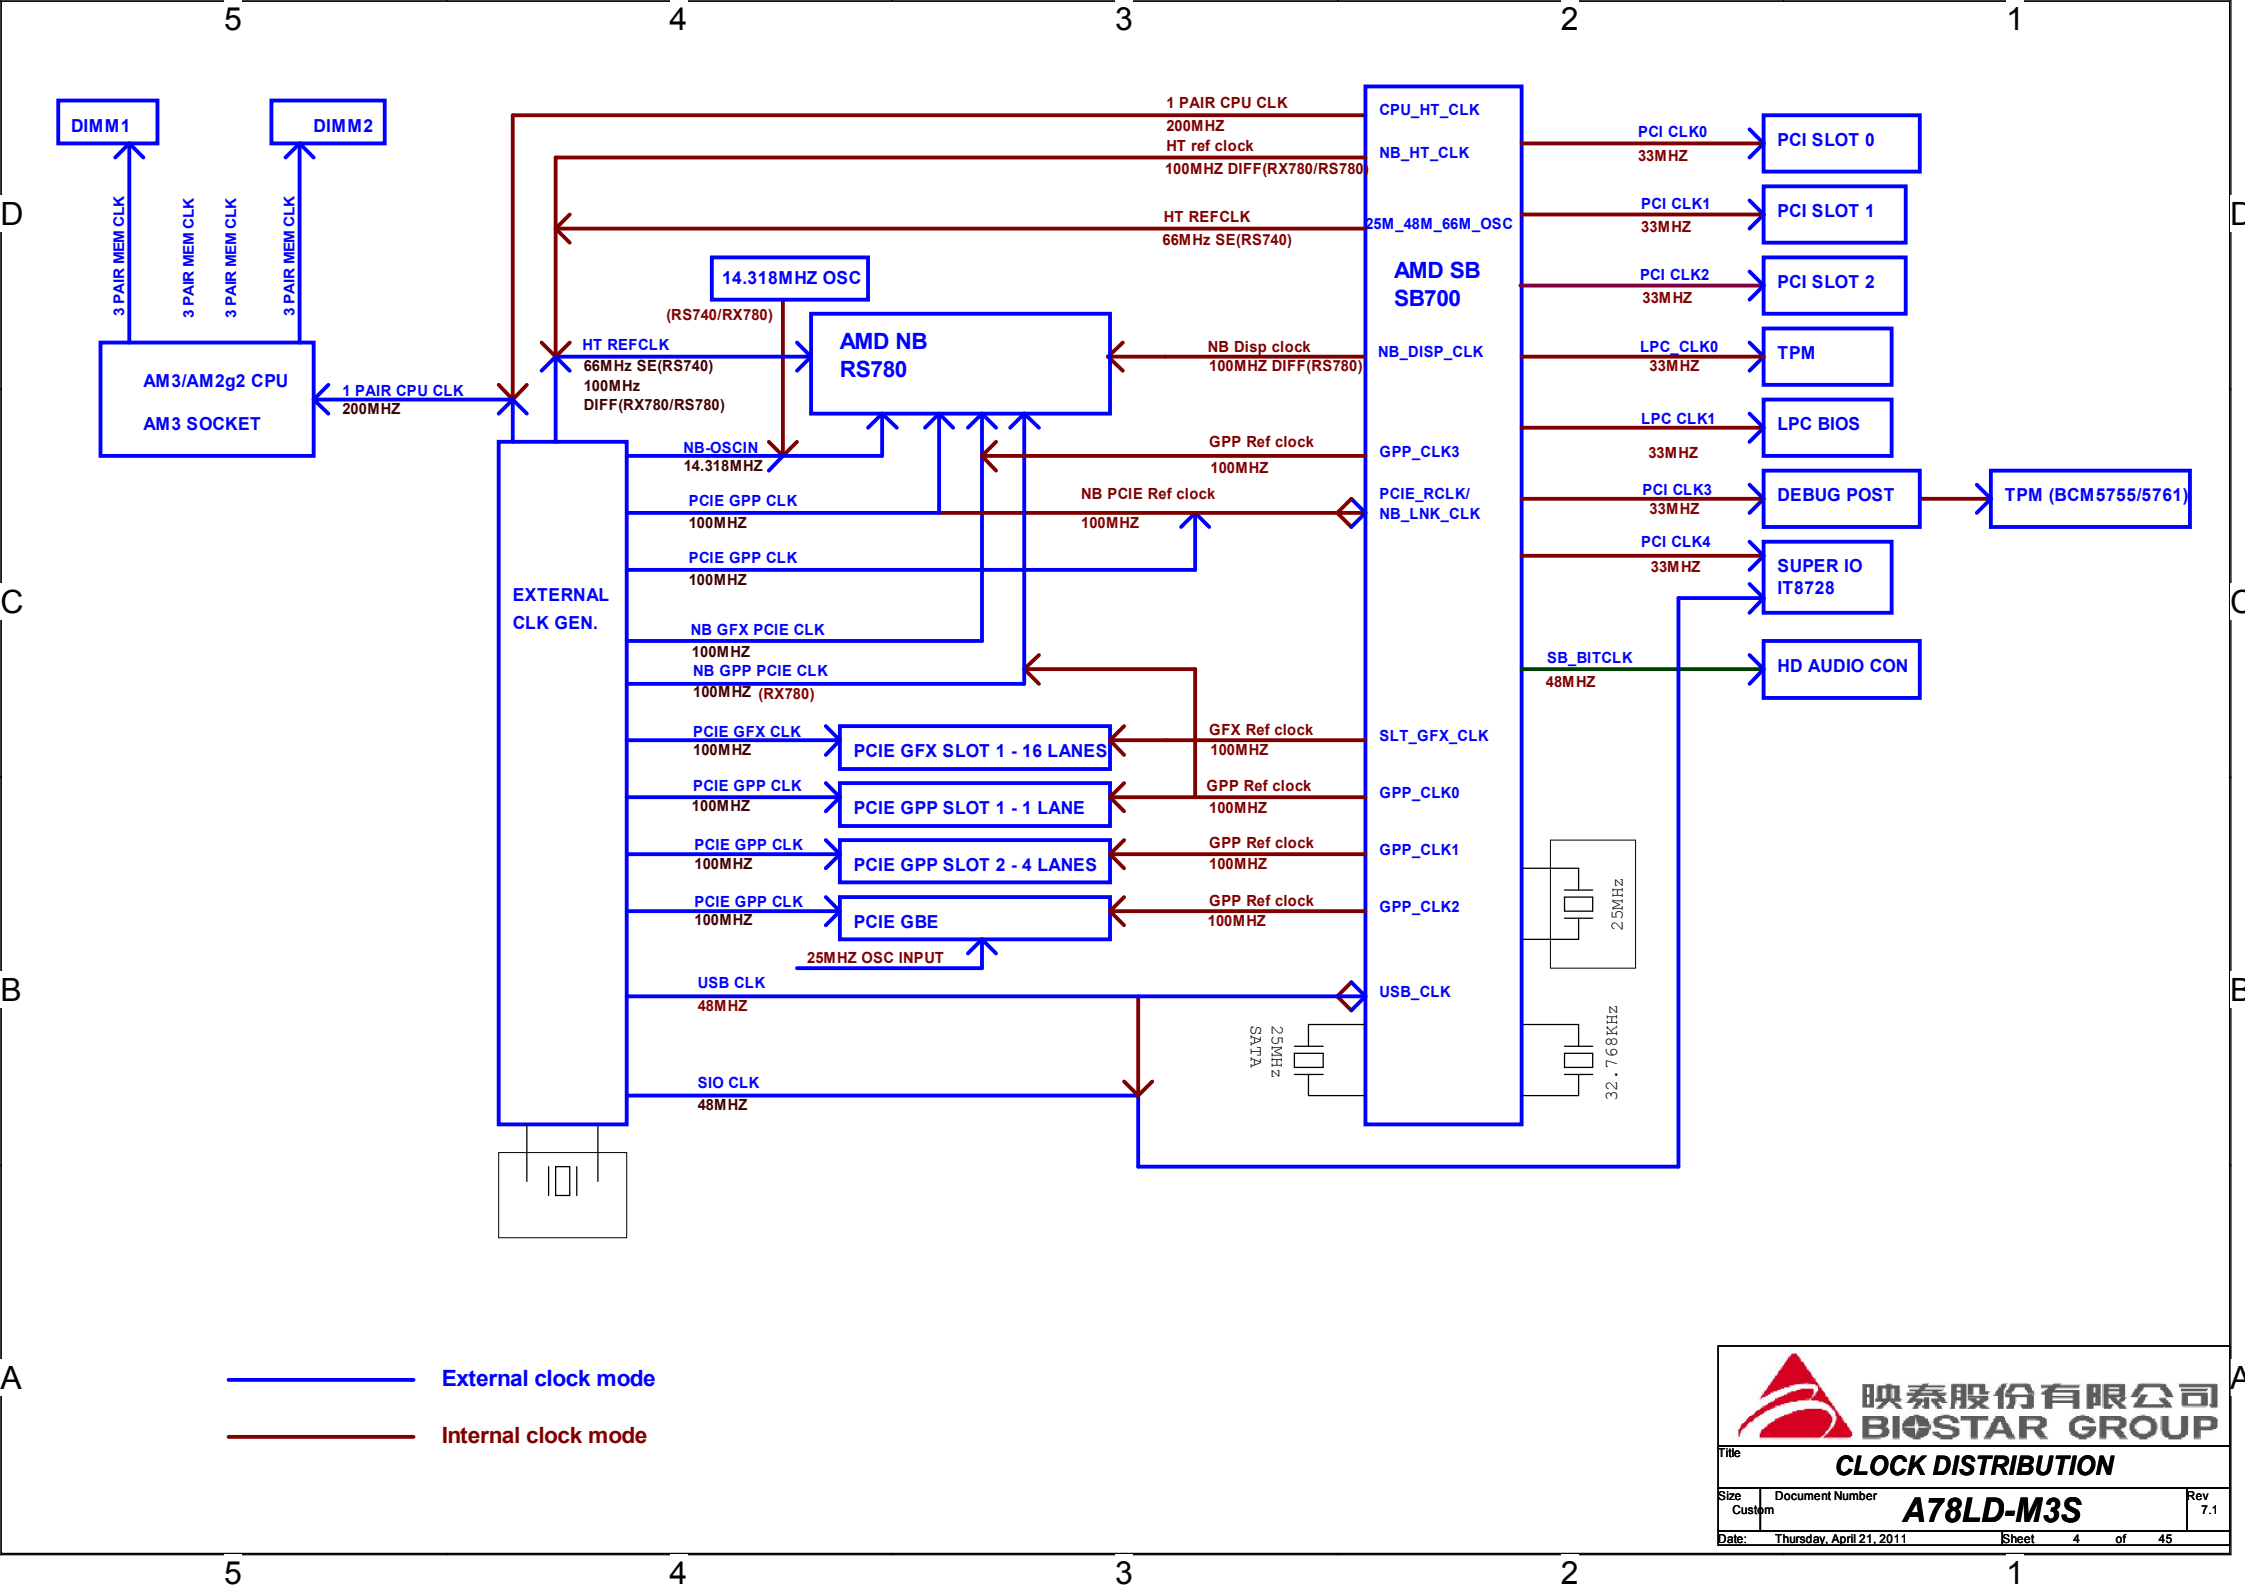 5
4
3
2
1
D
D
C
C
B
B
A
A
DIMM1
DIMM2
3 PAIR MEM CLK
3 PAIR MEM CLK
3 PAIR MEM CLK
3 PAIR MEM CLK
AM3/AM2g2 CPU
AM3 SOCKET
1 PAIR CPU CLK
200MHZ
1 PAIR CPU CLK
200MHZ
HT ref clock
100MHZ DIFF(RX780/RS780)
HT REFCLK
66MHz SE(RS740)
14.318MHZ OSC
(RS740/RX780)
HT REFCLK
66MHz SE(RS740)
100MHz
DIFF(RX780/RS780)
AMD NB
RS780
NB Disp clock
100MHZ DIFF(RS780)
NB-OSCIN
14.318MHZ
GPP Ref clock
100MHZ
PCIE GPP CLK
100MHZ
NB PCIE Ref clock
100MHZ
PCIE GPP CLK
100MHZ
EXTERNAL
CLK GEN.
NB GFX PCIE CLK
100MHZ
NB GPP PCIE CLK
100MHZ (RX780)
PCIE GFX CLK
100MHZ
PCIE GFX SLOT 1 - 16 LANES
GFX Ref clock
100MHZ
PCIE GPP CLK
100MHZ
PCIE GPP SLOT 1 - 1 LANE
GPP Ref clock
100MHZ
PCIE GPP CLK
100MHZ
PCIE GPP SLOT 2 - 4 LANES
GPP Ref clock
100MHZ
PCIE GPP CLK
100MHZ
PCIE GBE
GPP Ref clock
100MHZ
25MHZ OSC INPUT
USB CLK
48MHZ
SIO CLK
48MHZ
CPU_HT_CLK
NB_HT_CLK
25M_48M_66M_OSC
AMD SB
SB700
NB_DISP_CLK
GPP_CLK3
PCIE_RCLK/
NB_LNK_CLK
SLT_GFX_CLK
GPP_CLK0
GPP_CLK1
GPP_CLK2
USB_CLK
25MHz
SATA
25MHz
32.768KHz
PCI CLK0
33MHZ
PCI SLOT 0
PCI CLK1
33MHZ
PCI SLOT 1
PCI CLK2
33MHZ
PCI SLOT 2
LPC_CLK0
33MHZ
TPM
LPC CLK1
33MHZ
LPC BIOS
PCI CLK3
33MHZ
DEBUG POST
TPM (BCM5755/5761)
PCI CLK4
33MHZ
SUPER IO
IT8728
SB_BITCLK
48MHZ
HD AUDIO CON
External clock mode
Internal clock mode
映泰股份有限公司
BIOSTAR GROUP
Title
CLOCK DISTRIBUTION
Size
Custom
Document Number
A78LD-M3S
Rev
7.1
Date: Thursday, April 21, 2011 Sheet 4 of 45
5
4
3
2
1